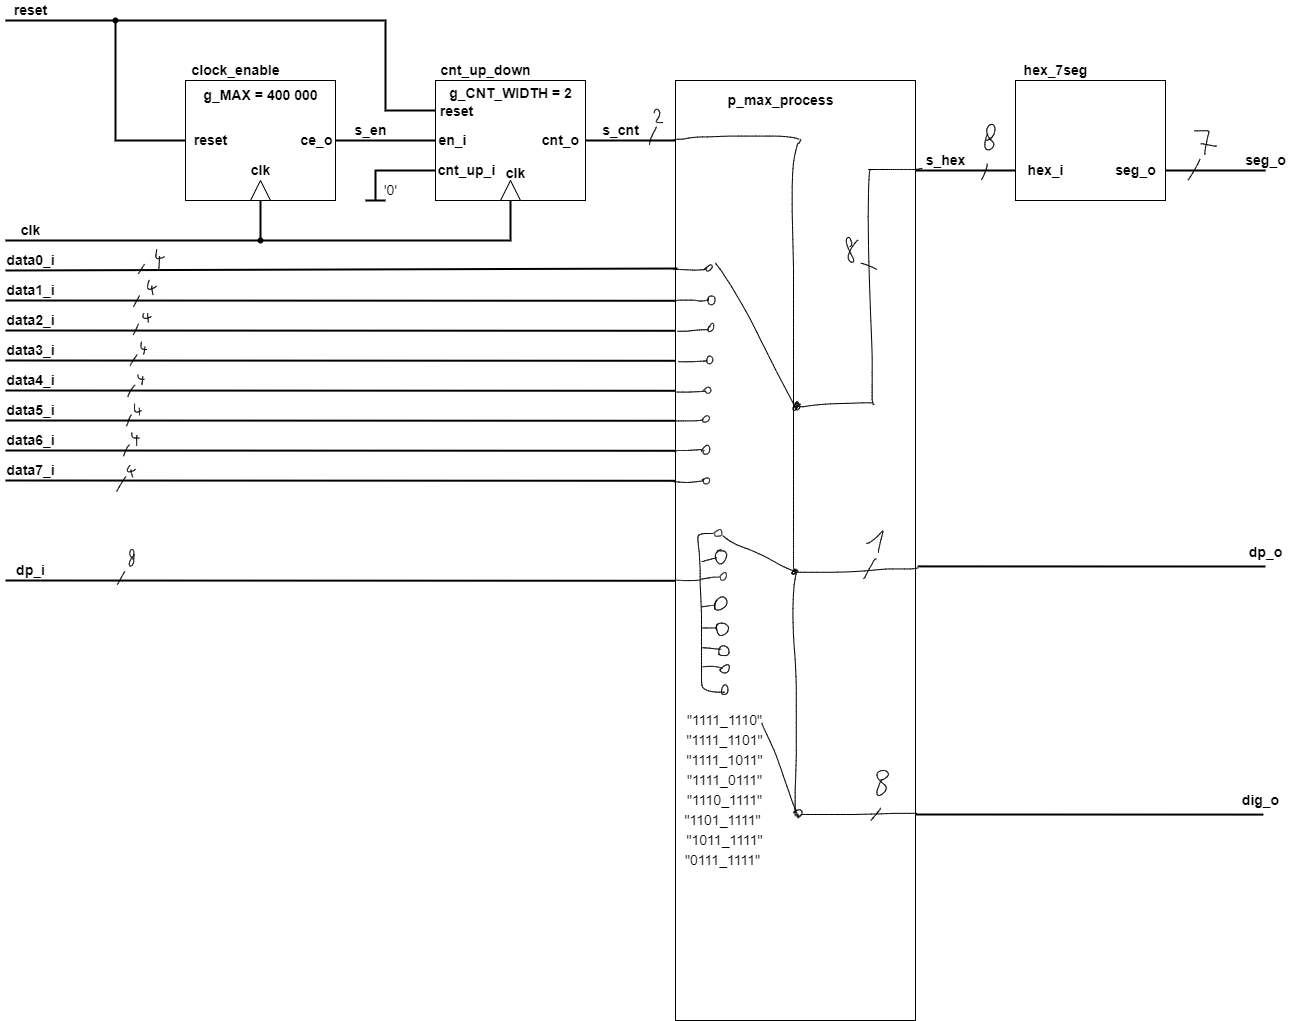 reset
clock_enable
g_MAX = 400 000
reset
ce_o
clk
s_en
cnt_up_down
g_CNT_WIDTH = 2
reset
en_i
cnt_o
cnt_up_i
clk
'0'
s_cnt
2
p_max_process
s_hex
8
hex_7seg
hex_i
seg_o
7
seg_o
clk
data0_i
4
data1_i
4
data2_i
4
data3_i
4
data4_i
4
data5_i
4
data6_i
4
data7_i
4
8
dp_i
8
1
dp_o
"1111_1110"
"1111_1101"
"1111_1011"
"1111_0111"
"1110_1111"
"1101_1111"
"1011_1111"
"0111_1111"
8
dig_o